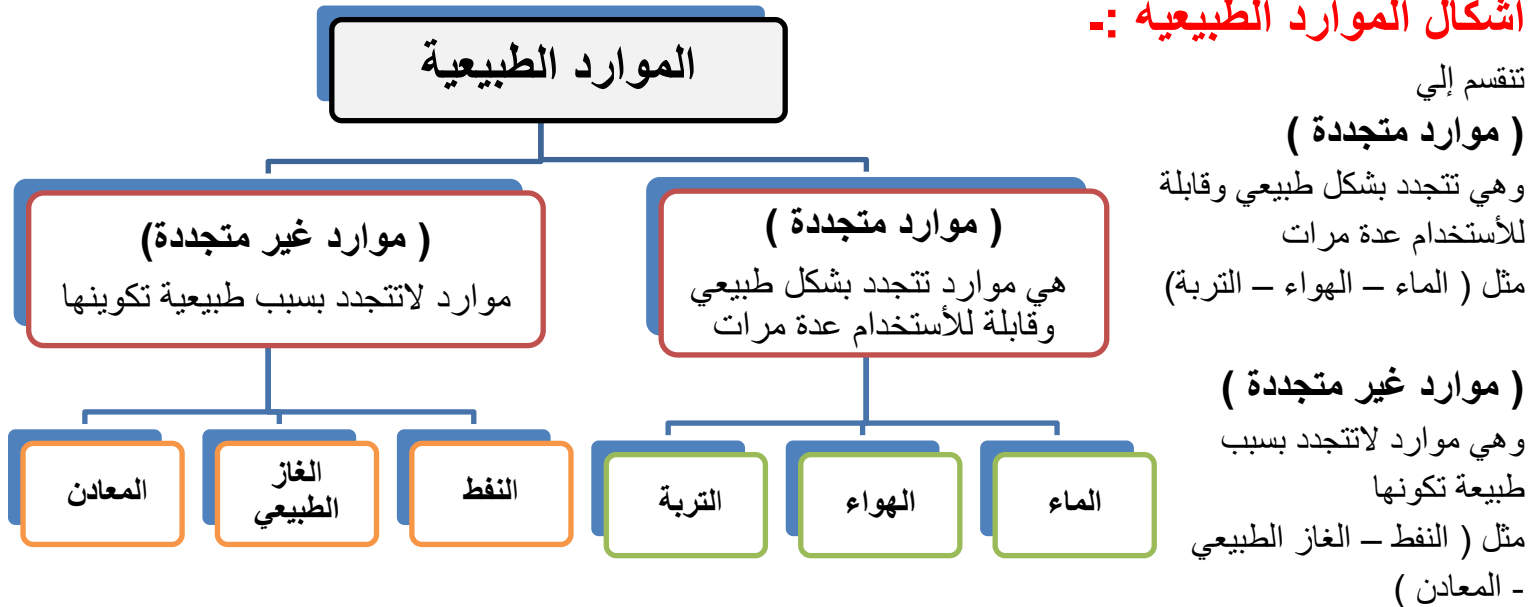 اشكال الموارد الطبيعيه :-
تنقسم إلي
( موارد متجددة )
وهي تتجدد بشكل طبيعي وقابلة
للأستخدام عدة مرات
مثل ( الماء – الهواء – التربة)
( موارد غير متجددة )
وهي موارد لاتتجدد بسبب
طبيعة تكونها
مثل ( النفط – الغاز الطبيعي
- المعادن )
الموارد الطبيعية
( موارد متجددة )
هي موارد تتجدد بشكل طبيعي
وقابلة للأستخدام عدة مرات
( موارد غير متجددة)
موارد لاتتجدد بسبب طبيعية تكوينها
الماء
الهواء
التربة
النفط
الغاز
الطبيعي
المعادن